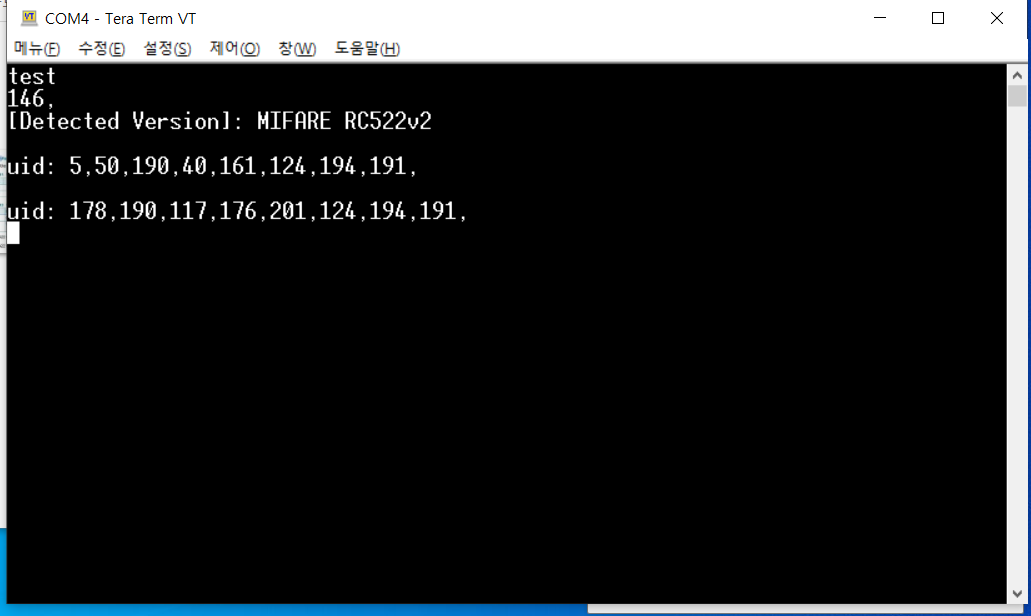 COM4 - Tera Term VT
메뉴(F) 수정(E) 설정(S) 제어(O) 창(W) 도움말(H)
test
146,
[Detected Version]: MIFARE RC522v2
uid: 5,50,190,40,161,124,194,191,
uid: 178,190,117,176,201,124,194,191,